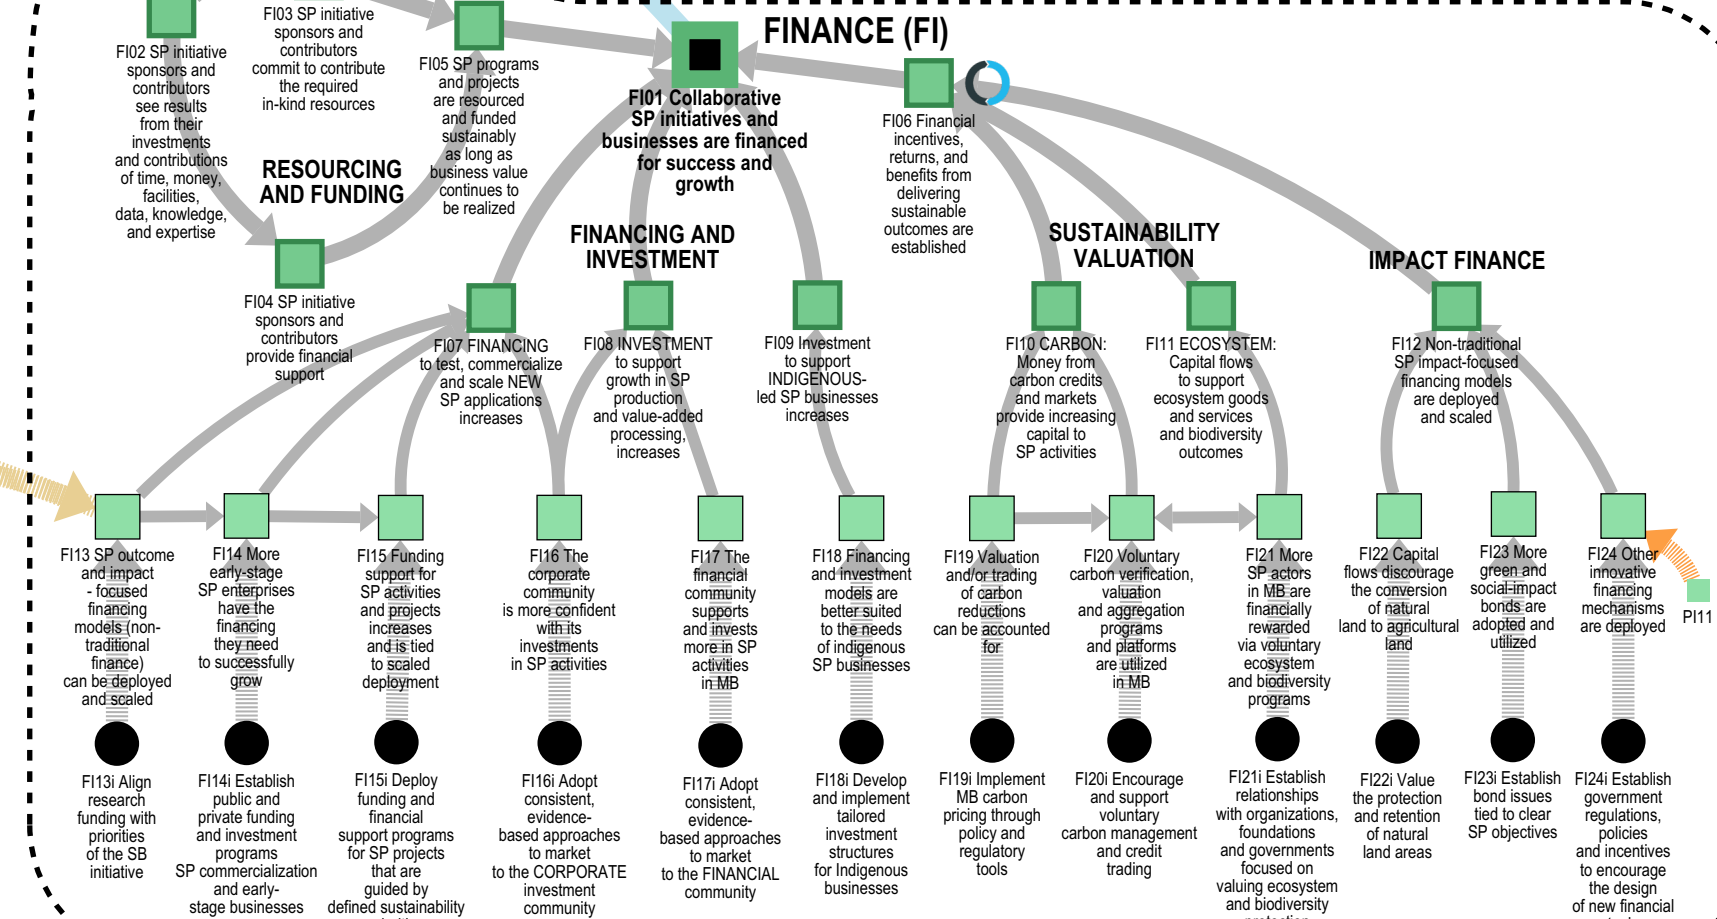 FINANCE (FI)
FI02 SP initiative
sponsors and
contributors
see results
from their
investments
and contributions
of time, money,
facilities,
data, knowledge,
and expertise
FI03 SP initiative
sponsors and
contributors
commit to contribute
the required
in-kind resources
FI05 SP programs
and projects
are resourced
and funded
sustainably
as long as
business value
continues to
be realized
FI01 Collaborative
SP initiatives and
businesses are financed
for success and
growth
FI06 Financial
incentives,
returns, and
benefits from
delivering
sustainable
outcomes are
established
RESOURCING
AND FUNDING
FI04 SP initiative
sponsors and
contributors
provide financial
support
FINANCING AND
INVESTMENT
SUSTAINABILITY
VALUATION
IMPACT FINANCE
FI07 FINANCING
to test, commercialize
and scale NEW
SP applications
increases
FI08 INVESTMENT
to support
growth in SP
production
and value-added
processing,
increases
FI09 Investment
to support
INDIGENOUS-
led SP businesses
increases
FI10 CARBON:
Money from
carbon credits
and markets
provide increasing
capital to
SP activities
FI11 ECOSYSTEM:
Capital flows
to support
ecosystem goods
and services
and biodiversity
outcomes
FI12 Non-traditional
SP impact-focused
financing models
are deployed
and scaled
FI13 SP outcome
and impact
- focused
financing
models (non-
traditional
finance)
can be deployed
and scaled
FI14 More
early-stage
SP enterprises
have the
financing
they need
to successfully
grow
FI15 Funding
support for
SP activities
and projects
increases
and is tied
to scaled
deployment
FI16 The
corporate
community
is more confident
with its
investments
in SP activities
FI17 The
financial
community
supports
and invests
more in SP
activities
in MB
FI18 Financing
and investment
models are
better suited
to the needs
of indigenous
SP businesses
FI19 Valuation
and/or trading
of carbon
reductions
can be accounted
for
FI20 Voluntary
carbon verification,
valuation
and aggregation
programs
and platforms
are utilized
in MB
FI21 More
SP actors
in MB are
financially
rewarded
via voluntary
ecosystem
and biodiversity
programs
FI22 Capital
flows discourage
the conversion
of natural
land to agricultural
land
FI23 More
green and
social-impact
bonds are
adopted and
utilized
FI24 Other
innovative
financing
mechanisms
are deployed
PI11
FI13i Align
research
funding with
priorities
of the SB
initiative
FI14i Establish
public and
private funding
and investment
programs
SP commercialization
and early-
stage businesses
FI15i Deploy
funding and
financial
support programs
for SP projects
that are
guided by
defined sustainability
FI16i Adopt
consistent,
evidence-
based approaches
to market
to the CORPORATE
investment
community
FI17i Adopt
consistent,
evidence-
based approaches
to market
to the FINANCIAL
community
FI18i Develop
and implement
tailored
investment
structures
for Indigenous
businesses
FI19i Implement
MB carbon
pricing through
policy and
regulatory
tools
FI20i Encourage
and support
voluntary
carbon management
and credit
trading
FI21i Establish
relationships
with organizations,
foundations
and governments
focused on
valuing ecosystem
and biodiversity
FI22i Value
the protection
and retention
of natural
land areas
FI23i Establish
bond issues
tied to clear
SP objectives
FI24i Establish
government
regulations,
policies
and incentives
to encourage
the design
of new financial